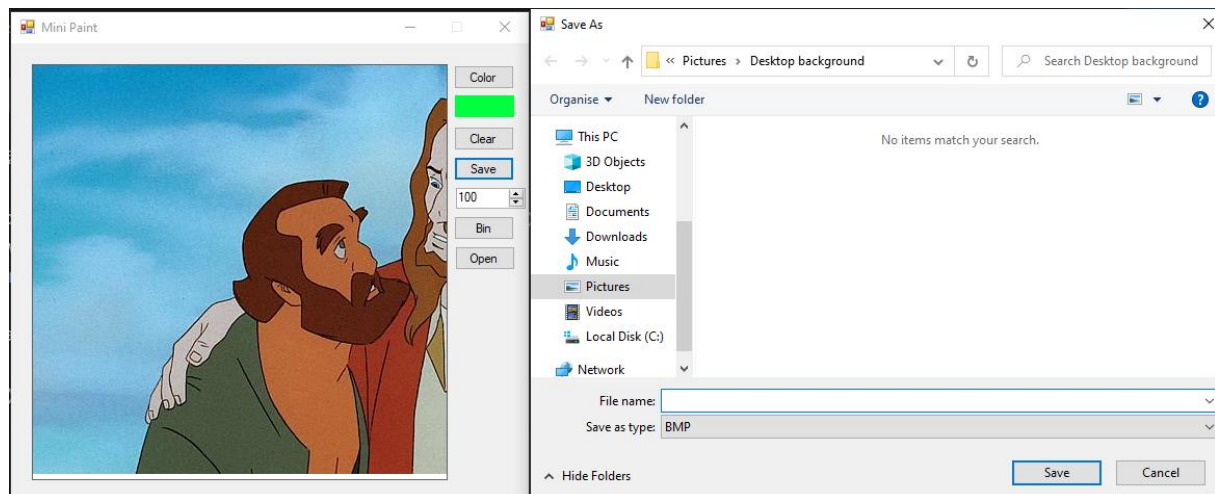 Mini Paint
Color
Clear
Save
100
Bin
Open
Save As
« Pictures › Desktop background
Search Desktop background
Organise
New folder
This PC
3D Objects
Desktop
Documents
Downloads
Music
Pictures
Videos
Local Disk (C:)
Network
No items match your search.
File name:
Save as type: BMP
Hide Folders
Save
Cancel